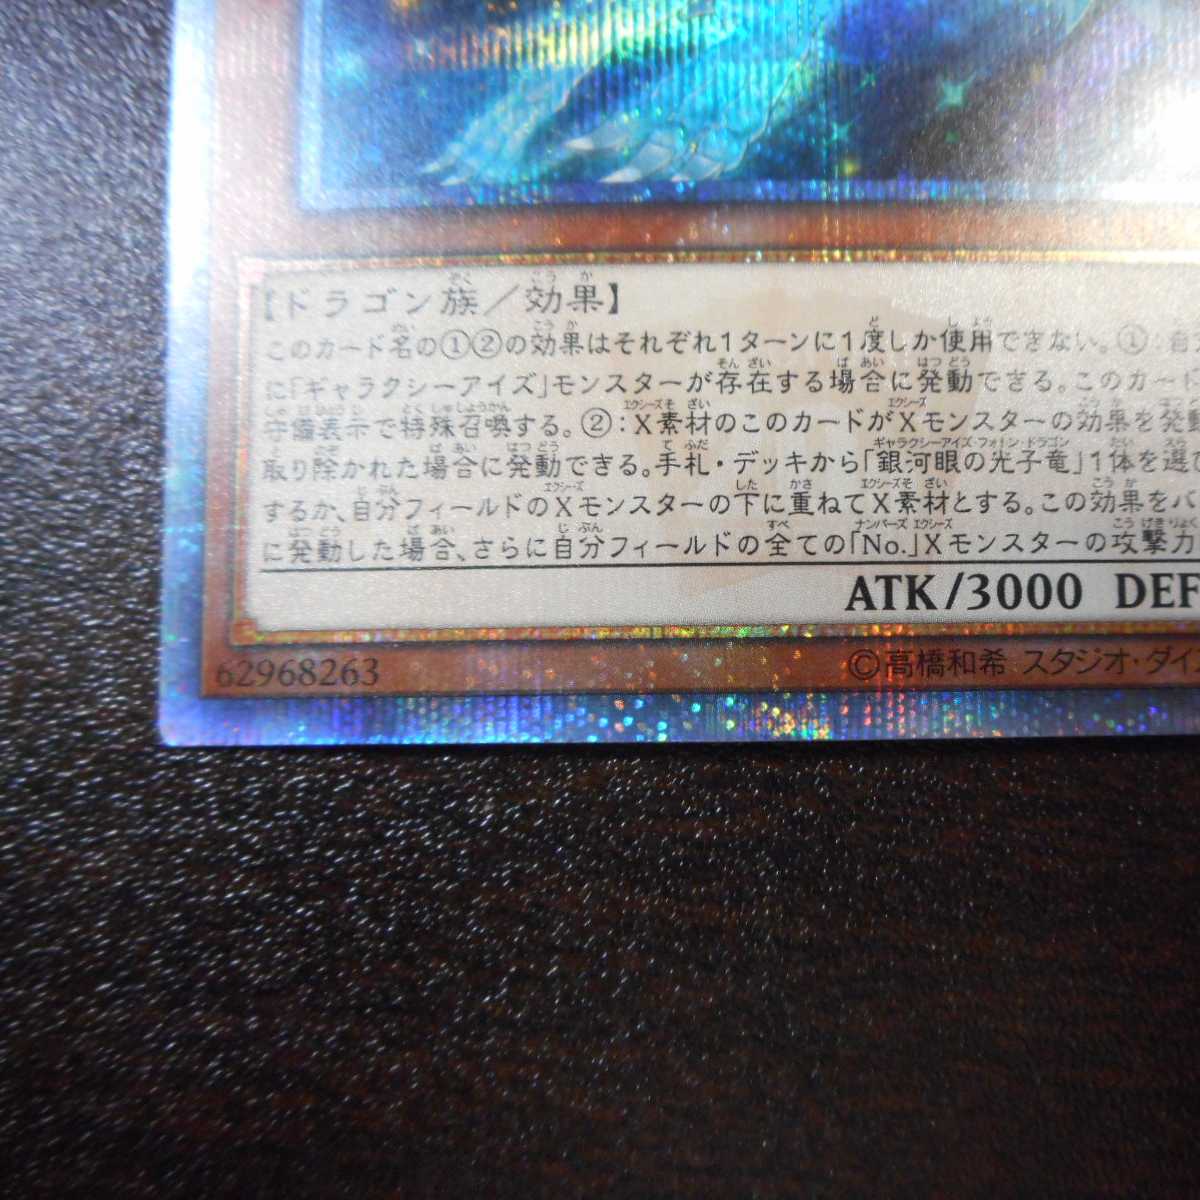 【ドラゴン族／効果】
このカード名の①②の効果はそれぞれ1ターンに1度しか使用できない。①：自
に「ギャラクシーアイズ」モンスターが存在する場合に発動できる。このカード
守備表示で特殊召喚する。②：X素材のこのカードがXモンスターの効果を発動
取り除かれた場合に発動できる。手札・デッキから「銀河眼の光子竜」1体を選
するか、自分フィールドのXモンスターの下に重ねてX素材とする。この効果をバ
に発動した場合、さらに自分フィールドの全ての「No.」Xモンスターの攻撃力
ATK/3000 DEF
62968263 ©高橋和希 スタジオ・ダイ